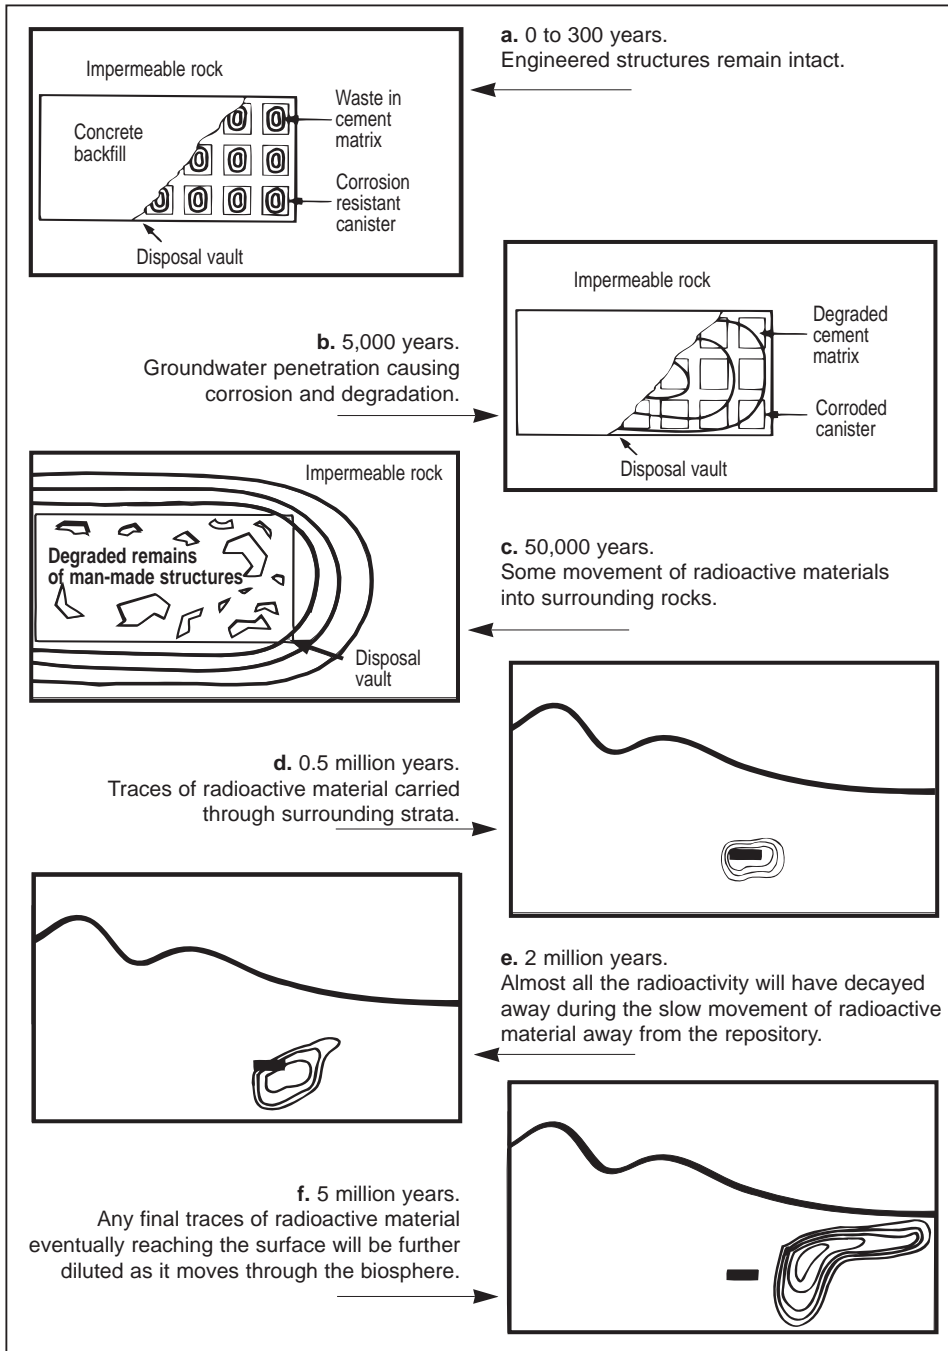 a. 0 to 300 years.
Engineered structures remain intact.
Impermeable rock
Concrete
backfill
Waste in
cement
matrix
Corrosion
resistant
canister
Disposal vault
b. 5,000 years.
Groundwater penetration causing
corrosion and degradation.
Impermeable rock
Degraded
cement
matrix
Corroded
canister
Disposal vault
Impermeable rock
Degraded remains
of man-made structures
Disposal
vault
c. 50,000 years.
Some movement of radioactive materials
into surrounding rocks.
d. 0.5 million years.
Traces of radioactive material carried
through surrounding strata.
e. 2 million years.
Almost all the radioactivity will have decayed
away during the slow movement of radioactive
material away from the repository.
f. 5 million years.
Any final traces of radioactive material
eventually reaching the surface will be further
diluted as it moves through the biosphere.